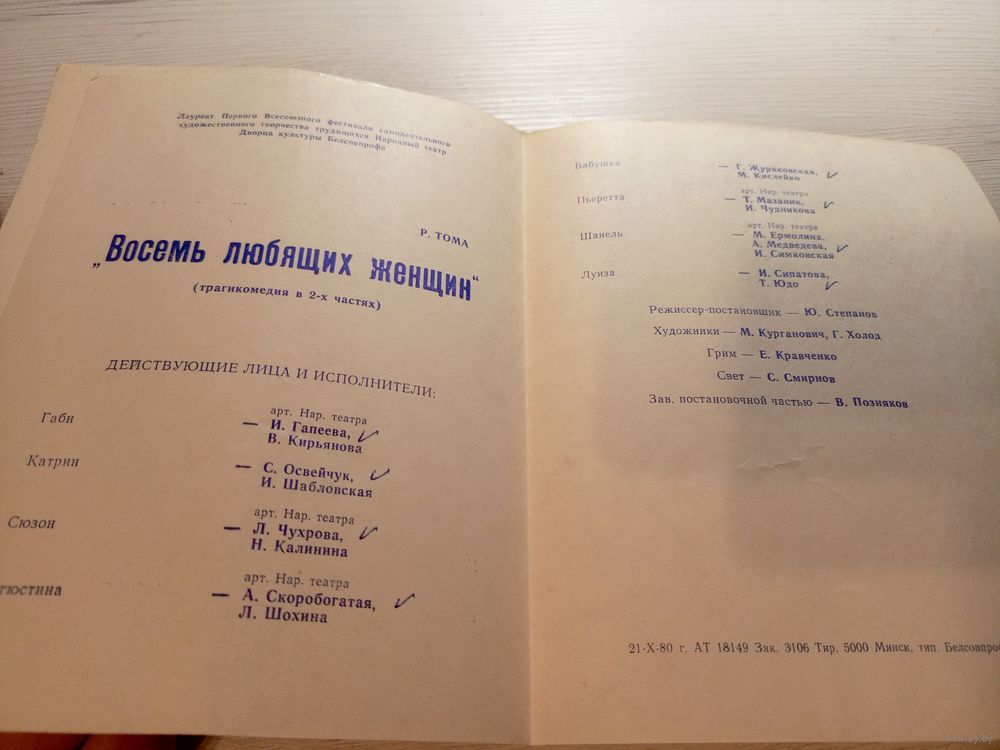 Лауреат Первого Всесоюзного фестиваля самодеятельного
художественного творчества трудящихся Народный театр
Дворца культуры Белсовпрофа
Р. ТОМА
„Восемь любящих женщин“
(трагикомедия в 2-х частях)
ДЕЙСТВУЮЩИЕ ЛИЦА И ИСПОЛНИТЕЛИ:
арт. Нар. театра
Габи — И. Гапеева,
В. Кирьянова
Катрин — С. Освейчук,
И. Шабловская
арт. Нар. театра
Сюзон — Л. Чухрова,
Н. Калинина
арт. Нар. театра
гюстина — А. Скоробогатая,
Л. Шохина
Бабушка — Г. Жураковская,
М. Кислейко
арт. Нар. театра
Пьеретта — Т. Мазаник,
И. Чудникова
арт. Нар. театра
Шанель — М. Ермолина,
А. Медведева,
И. Симковская
Луиза — И. Сипатова,
Т. Юдо
Режиссер-постановщик — Ю. Степанов
Художники — М. Курганович, Г. Холод
Грим — Е. Кравченко
Свет — С. Смирнов
Зав. постановочной частью — В. Позняков
21-X-80 г. АТ 18149 Зак. 3106 Тир. 5000 Минск, тип. Белсовпроф